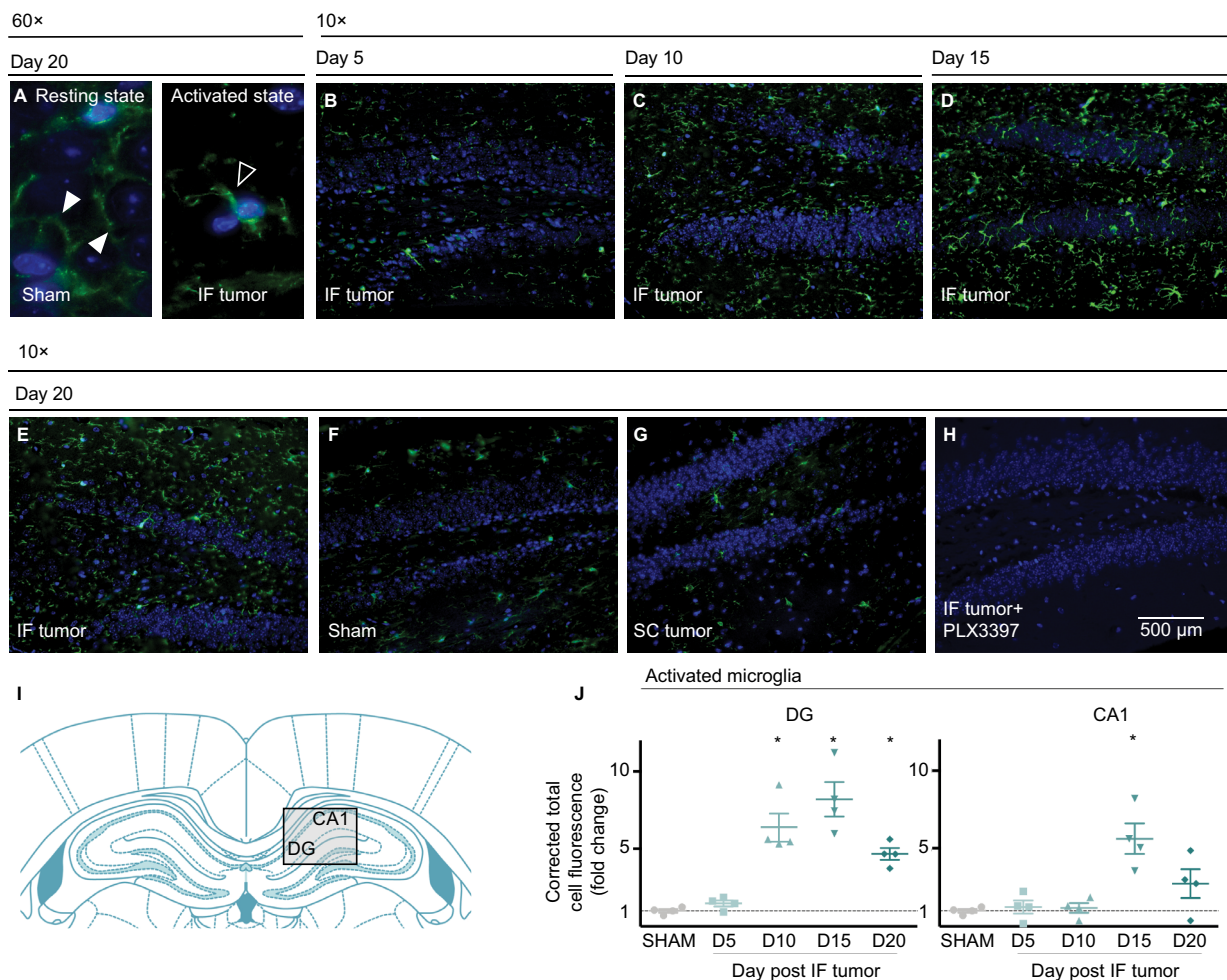 60×
10×
Day 20
Day 5
Day 10
Day 15
A Resting state
Activated state
B
C
D
Sham
IF tumor
IF tumor
IF tumor
IF tumor
10×
Day 20
E
F
G
H
IF tumor
Sham
SC tumor
IF tumor+
PLX3397
500 µm
I
CA1
DG
J
Activated microglia
DG
CA1
Corrected total
cell fluorescence
(fold change)
10
5
1
10
5
1
*
*
*
*
SHAM D5 D10 D15 D20
SHAM D5 D10 D15 D20
Day post IF tumor
Day post IF tumor